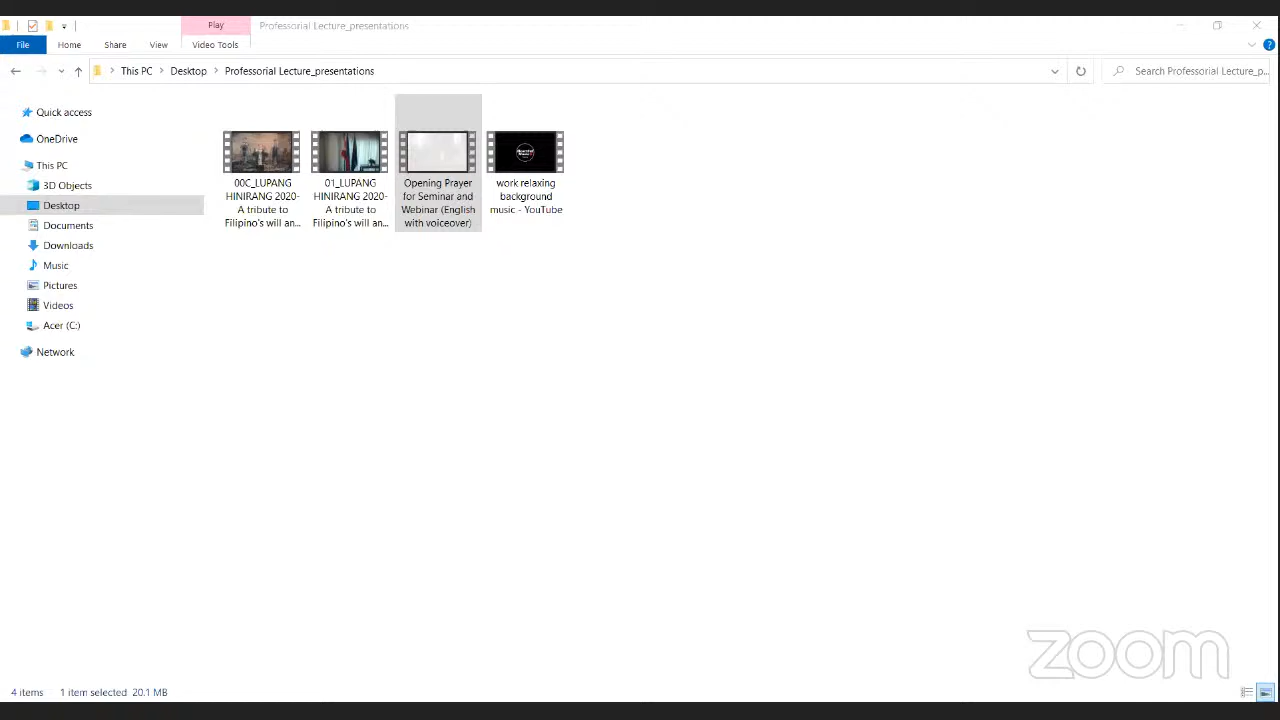 Play
Professorial Lecture_presentations
File
Home
Share
View
Video Tools
This PC
Desktop
Professorial Lecture_presentations
Search Professorial Lecture_p...
Quick access
OneDrive
This PC
3D Objects
Desktop
Documents
Downloads
Music
Pictures
Videos
Acer (C:)
Network
00C_LUPANG
HINIRANG 2020-
A tribute to
Filipino's will an...
01_LUPANG
HINIRANG 2020-
A tribute to
Filipino's will an...
Opening Prayer
for Seminar and
Webinar (English
with voiceover)
work relaxing
background
music - YouTube
zoom
4 items
1 item selected 20.1 MB